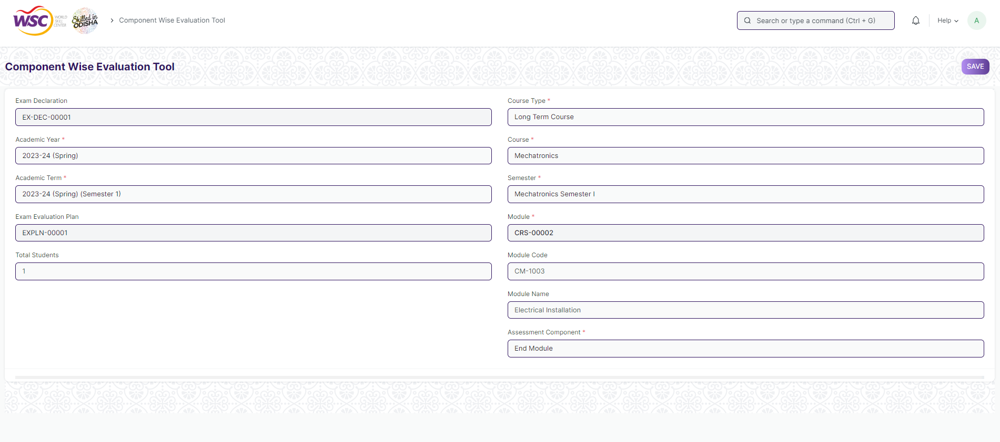 WSC WORLD SKILL CENTER
Skilled in ODISHA
Component Wise Evaluation Tool
Search or type a command (Ctrl + G)
Help
A
Component Wise Evaluation Tool
SAVE
Exam Declaration
EX-DEC-00001
Academic Year *
2023-24 (Spring)
Academic Term *
2023-24 (Spring) (Semester 1)
Exam Evaluation Plan
EXPLN-00001
Total Students
1
Course Type *
Long Term Course
Course *
Mechatronics
Semester *
Mechatronics Semester I
Module *
CRS-00002
Module Code
CM-1003
Module Name
Electrical Installation
Assessment Component *
End Module